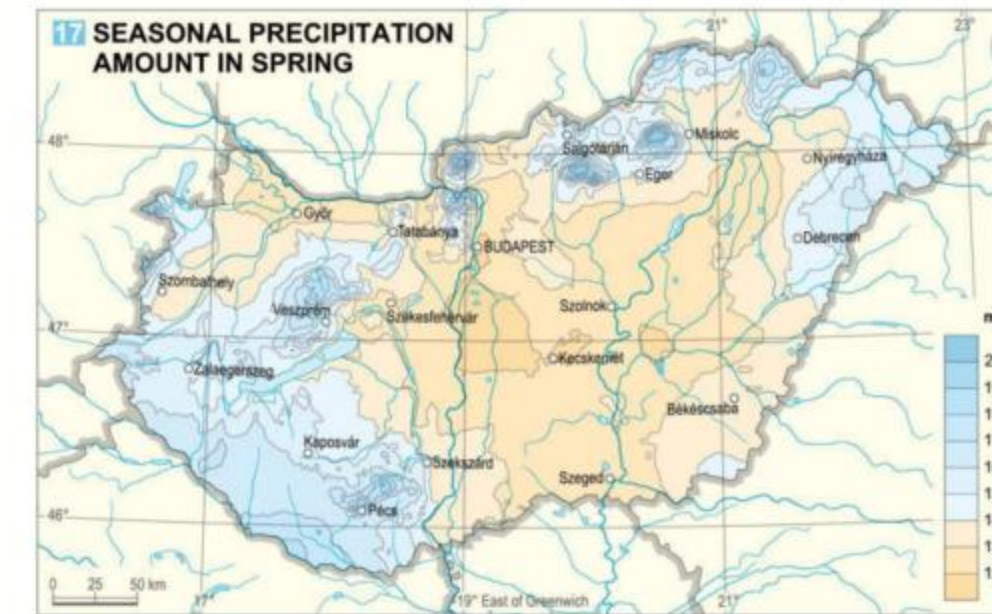 17 SEASONAL PRECIPITATION
AMOUNT IN SPRING
21°
23°
48°
Salgótarján
Miskolc
Nyíregyháza
Eger
Győr
Tatabánya
BUDAPEST
Debrecen
Szombathely
Veszprém
Székesfehérvár
Szolnok
47°
Kecskemét
Zalaegerszeg
Békéscsaba
Kaposvár
Szekszárd
Szeged
46°
Pécs
0 25 50 km
17°
19° East of Greenwich
21°